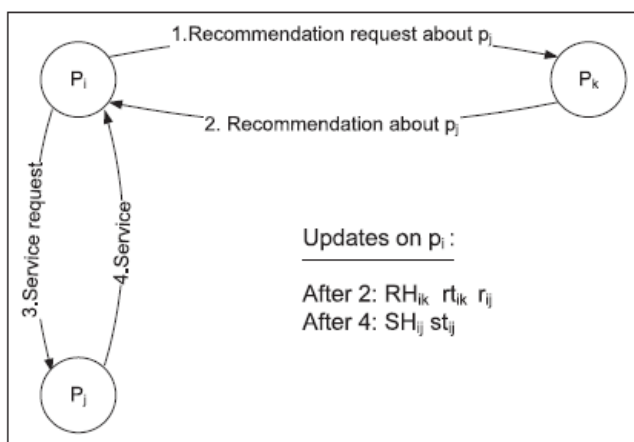 1.Recommendation request about pⱼ
Pᵢ
Pₖ
2. Recommendation about pⱼ
3.Service request
4.Service
Updates on pᵢ :
After 2: RHᵢₖ rtᵢₖ rᵢⱼ
After 4: SHᵢⱼ stᵢⱼ
Pⱼ